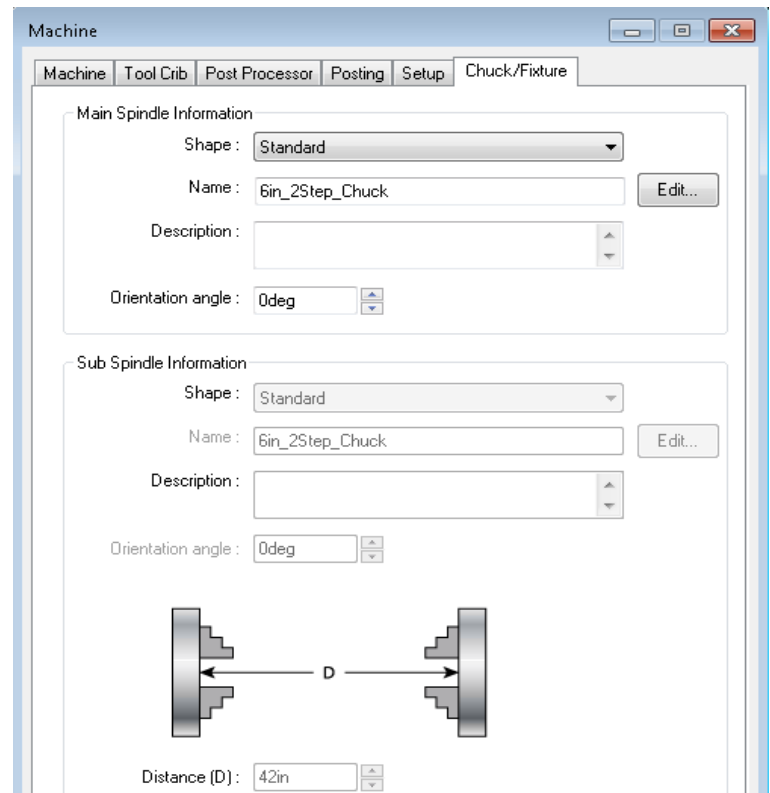 Machine
Machine Tool Crib Post Processor Posting Setup Chuck/Fixture
Main Spindle Information
Shape : Standard
Name : 6in_2Step_Chuck Edit...
Description :
Orientation angle : 0deg
Sub Spindle Information
Shape : Standard
Name : 6in_2Step_Chuck Edit...
Description :
Orientation angle : 0deg
D
Distance (D) : 42in